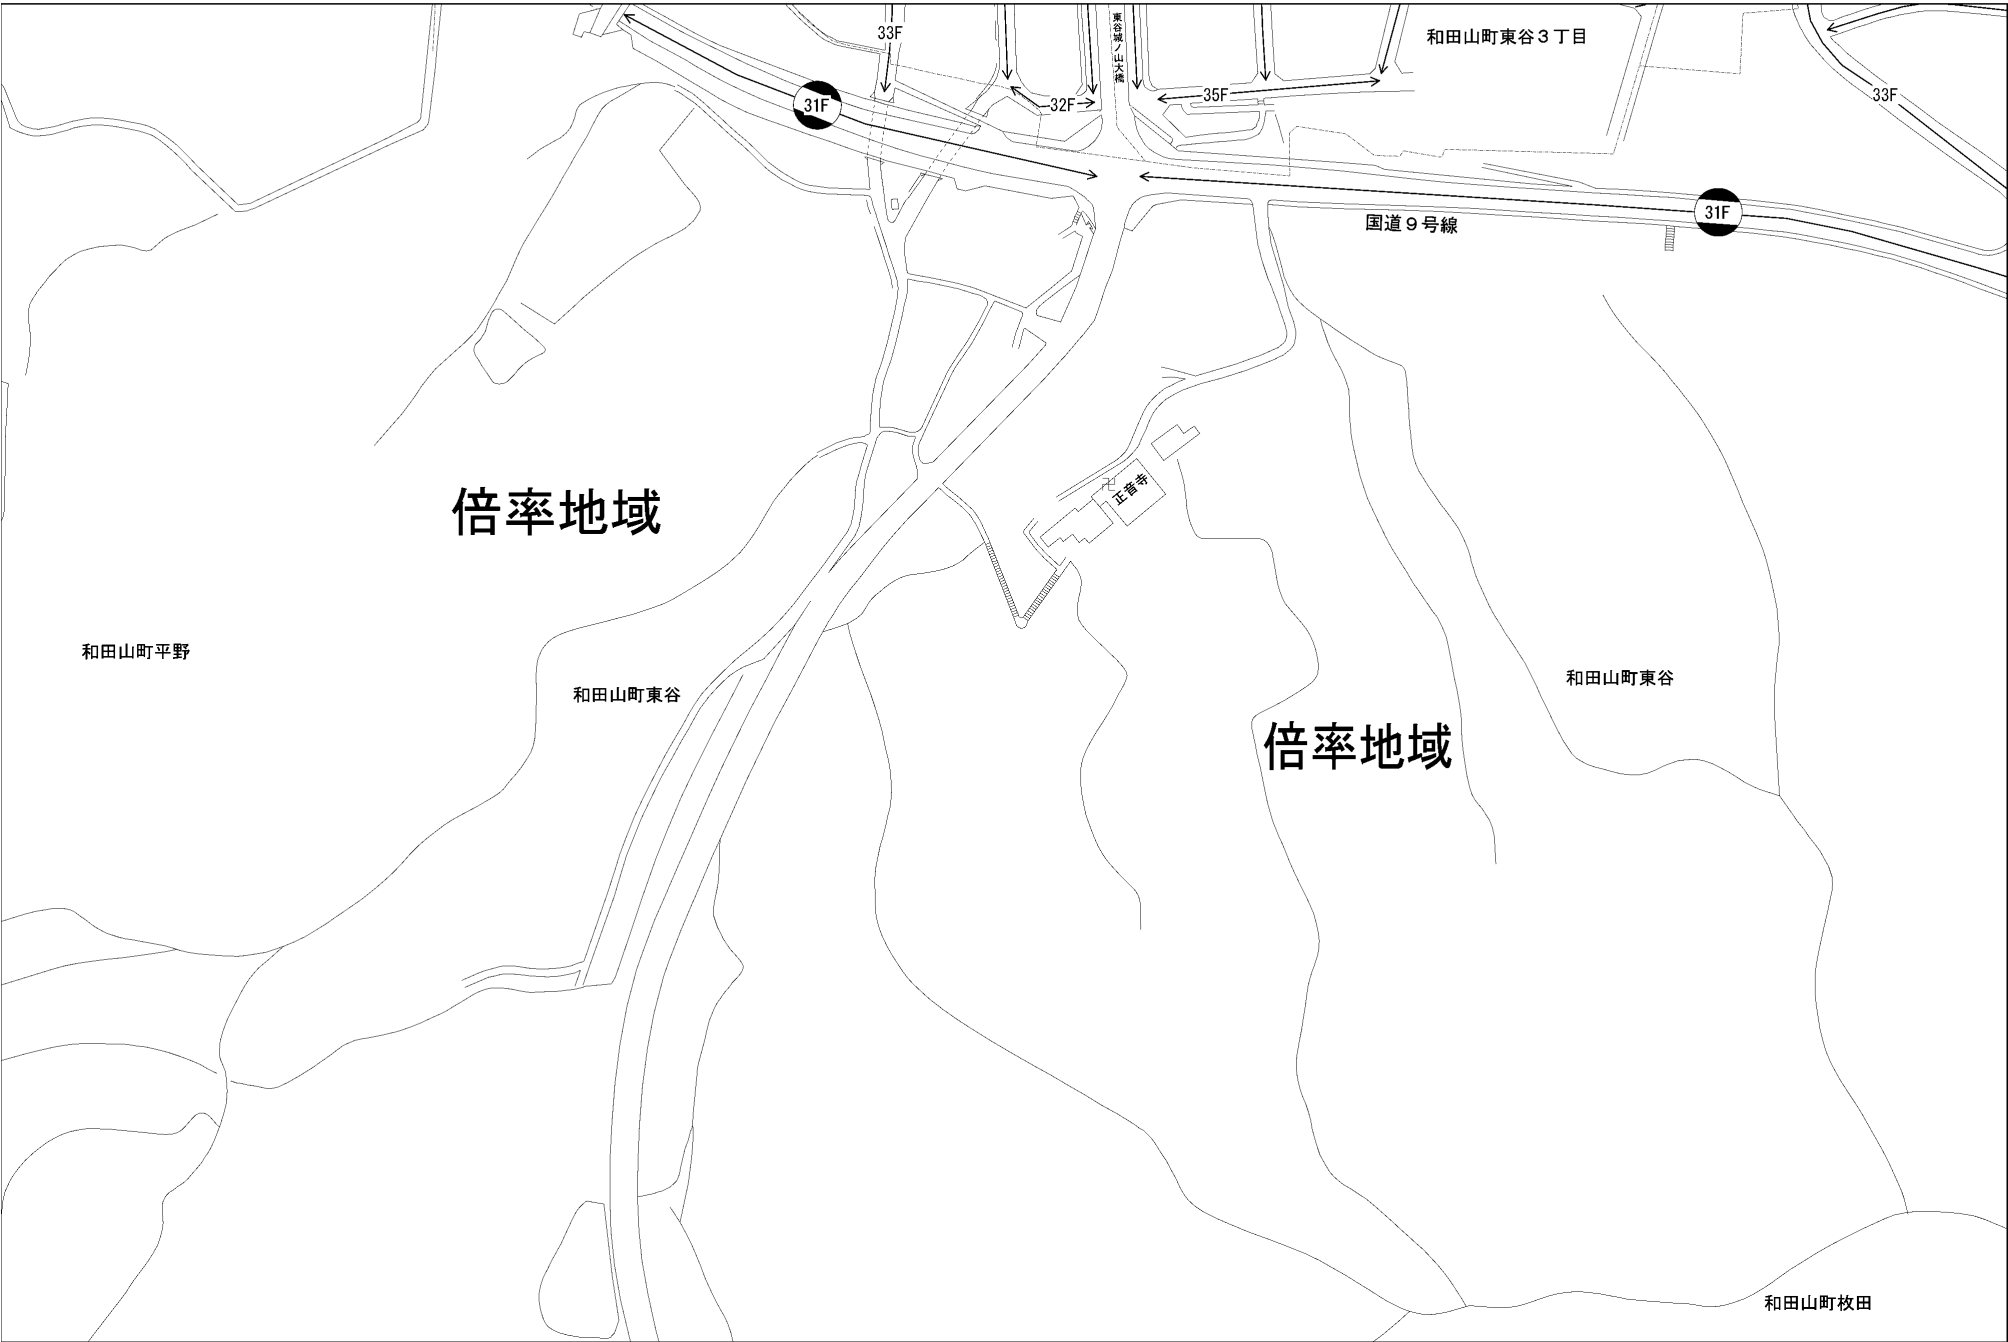 東谷城ノ山大橋
33F
和田山町東谷３丁目
31F
32F
35F
33F
31F
国道９号線
卍
正音寺
倍率地域
和田山町平野
和田山町東谷
和田山町東谷
倍率地域
和田山町枚田